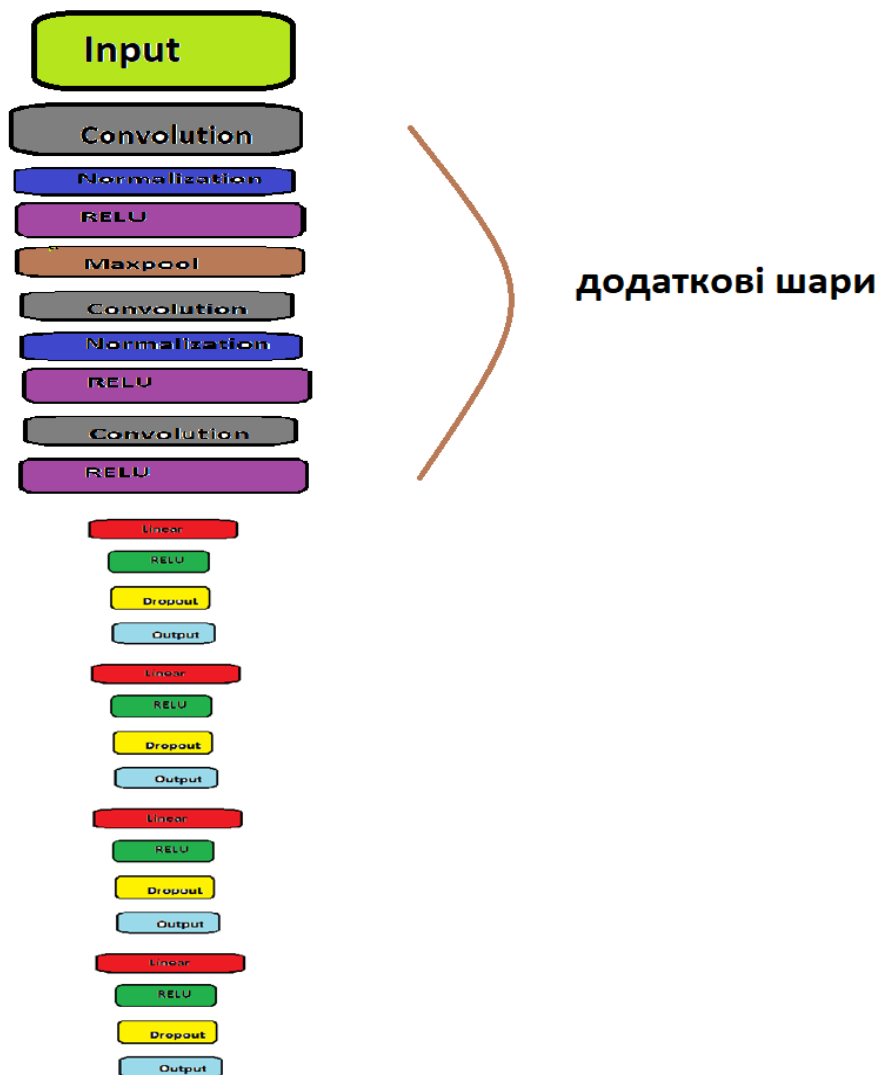 Input
Convolution
Normalization
RELU
Maxpool
додаткові шари
Convolution
Normalization
RELU
Convolution
RELU
Linear
RELU
Dropout
Output
Linear
RELU
Dropout
Output
Linear
RELU
Dropout
Output
Linear
RELU
Dropout
Output